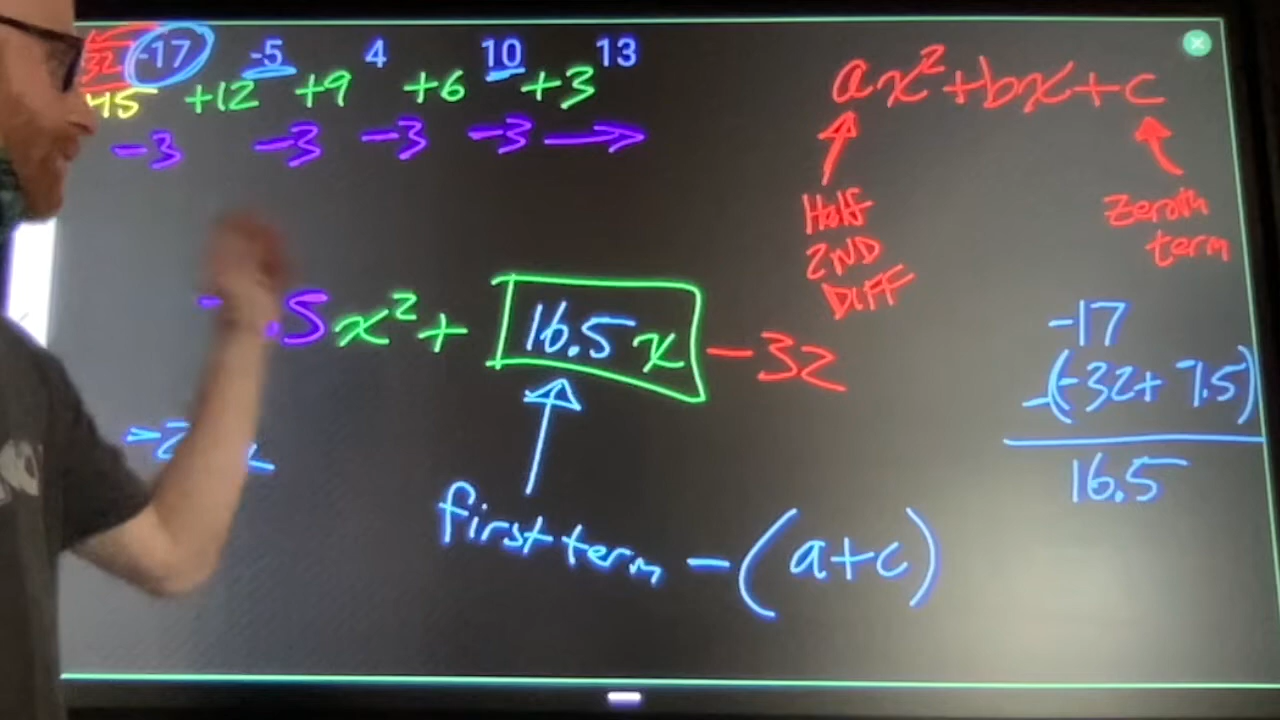 32 -17 -5 4 10 13
45 +12 +9 +6 +3
-3 -3 -3 -3 →
ax²+bx+c
Half
2ND
DIFF
Zeroth
term
.5x²+ 16.5x -32
-17
-(-32+ 7.5)
16.5
first term - (a+c)